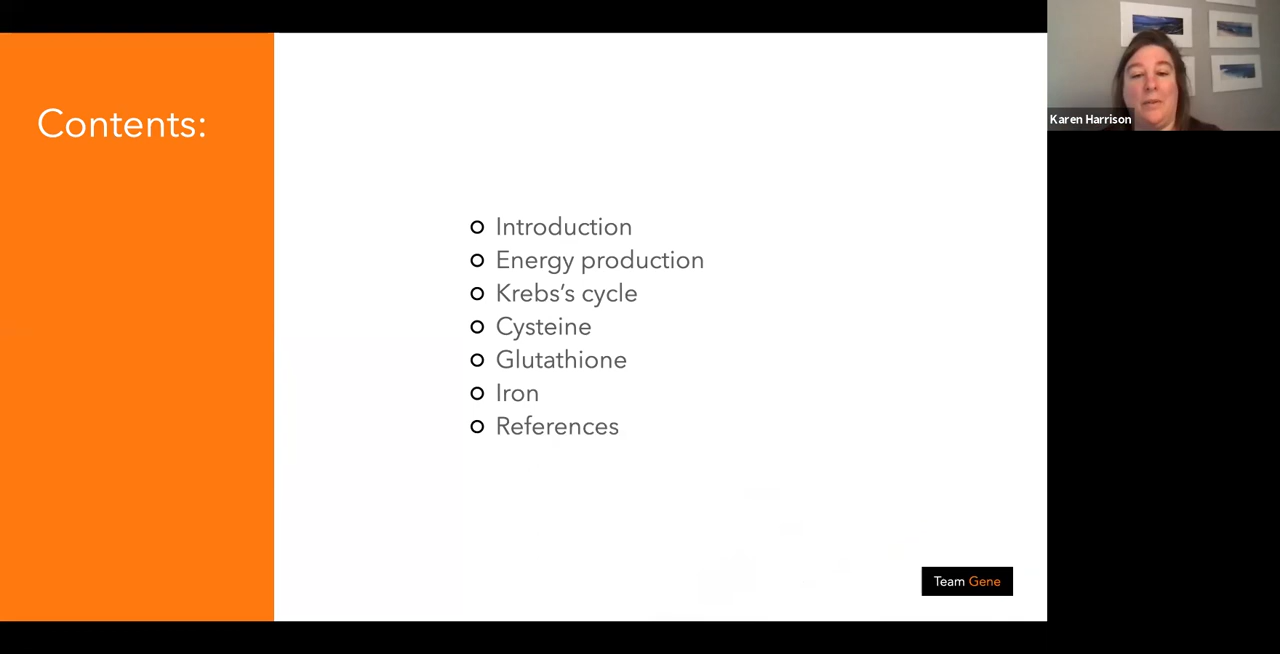 Contents:
Introduction
Energy production
Krebs’s cycle
Cysteine
Glutathione
Iron
References
Team Gene
Karen Harrison